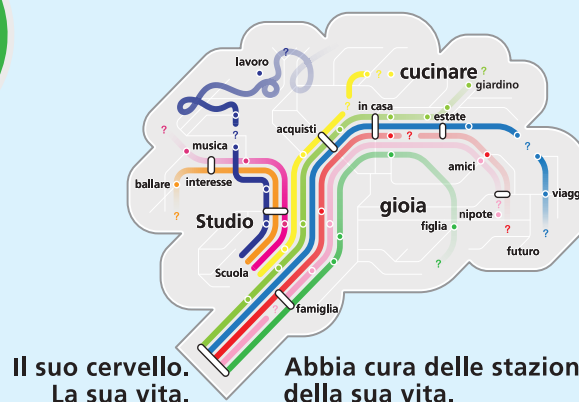 lavoro
?
cucinare
?
giardino
?
?
?
in casa
estate
acquisti
?
?
?
musica
amici
?
ballare
interesse
viagg
Studio
gioia
nipote
?
figlia
?
?
futuro
Scuola
?
?
famiglia
Il suo cervello.
La sua vita.
Abbia cura delle stazion
della sua vita.